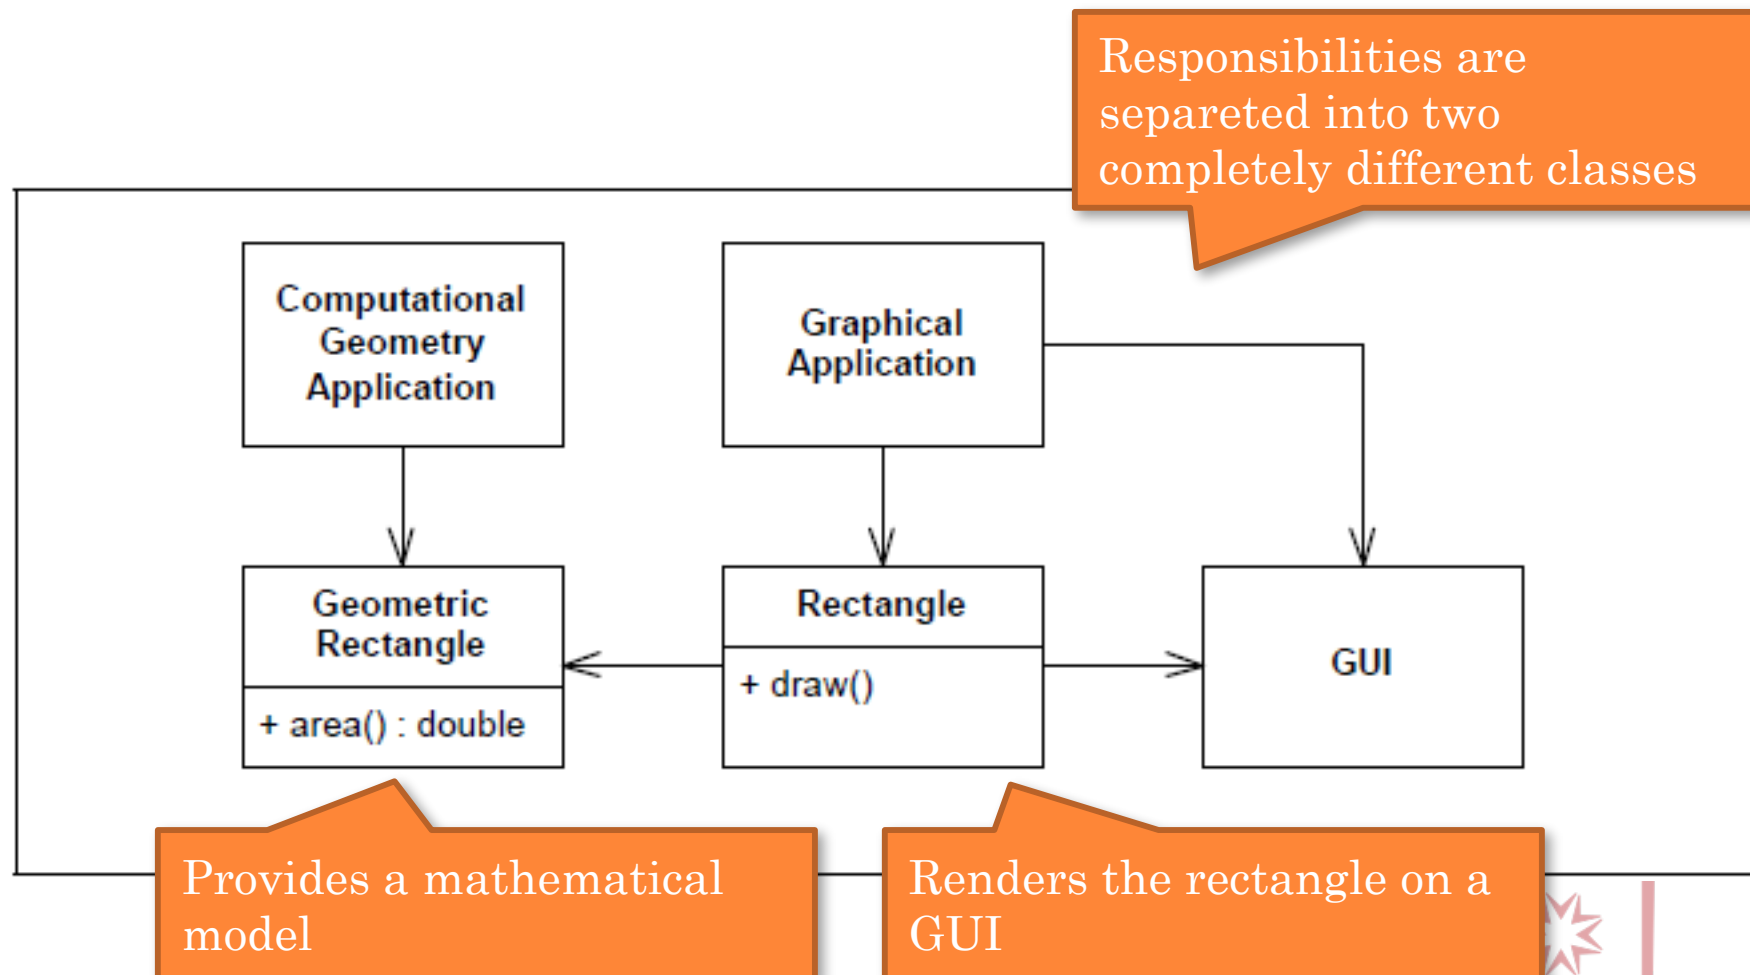 Responsibilities are
separeted into two
completely different classes
Computational
Geometry
Application
Graphical
Application
Geometric
Rectangle
+ area() : double
Rectangle
+ draw()
GUI
Provides a mathematical
model
Renders the rectangle on a
GUI